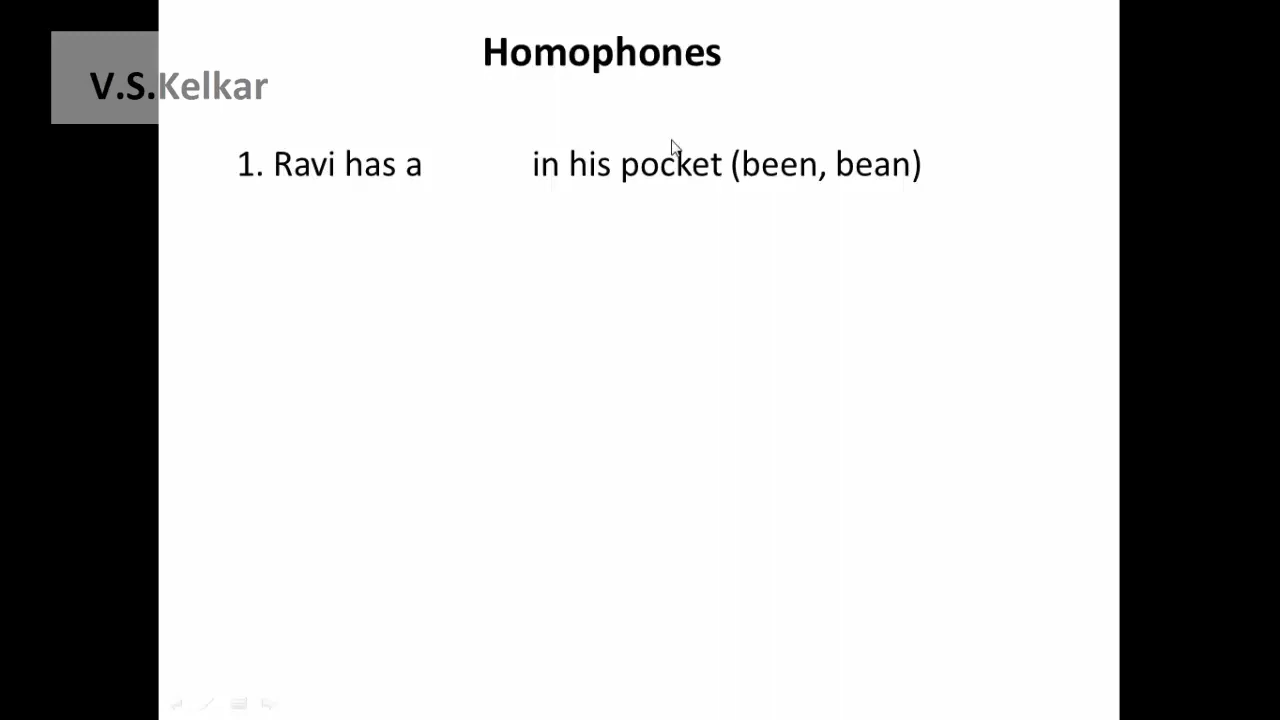 Homophones
V.S.Kelkar
1. Ravi has a in his pocket (been, bean)